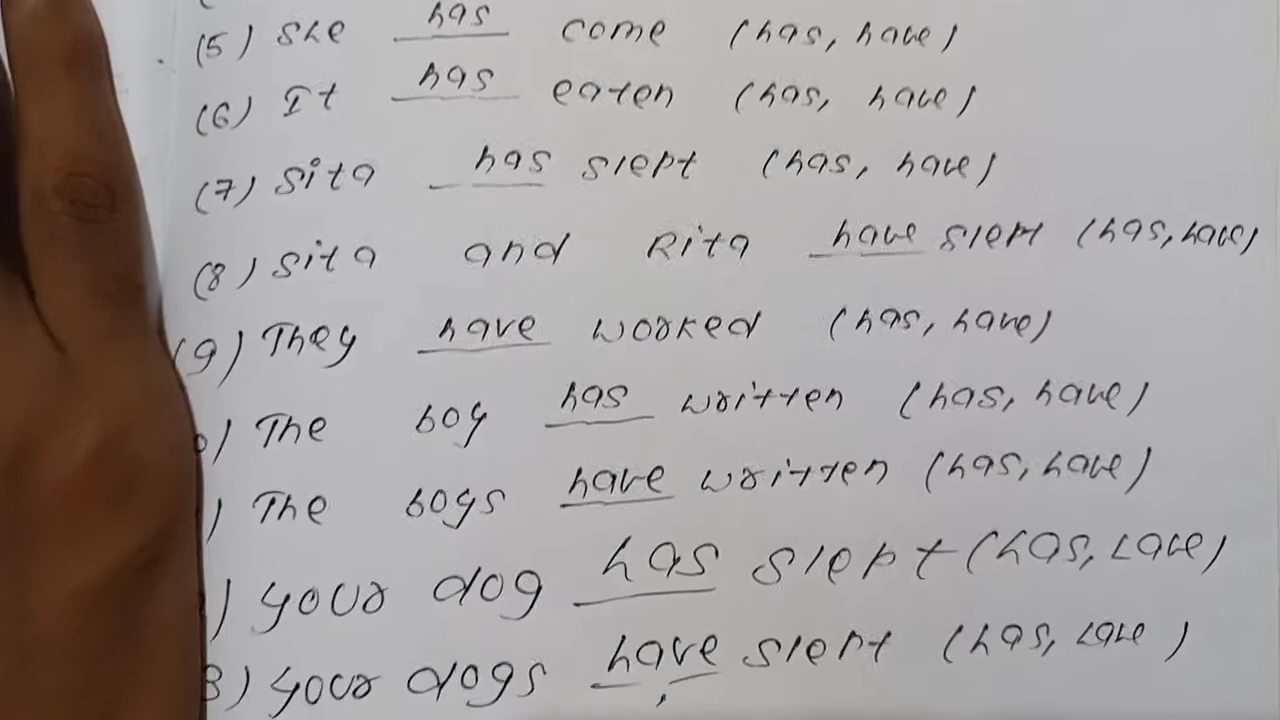 (5) She has come (has, have)
(6) It has eaten (has, have)
(7) Sita has slept (has, have)
(8) Sita and Rita have slept (has, have)
(9) They have worked (has, have)
) The boy has written (has, have)
) The boys have written (has, have)
) your dog has slept (has, have)
3) your dogs have slept (has, have)